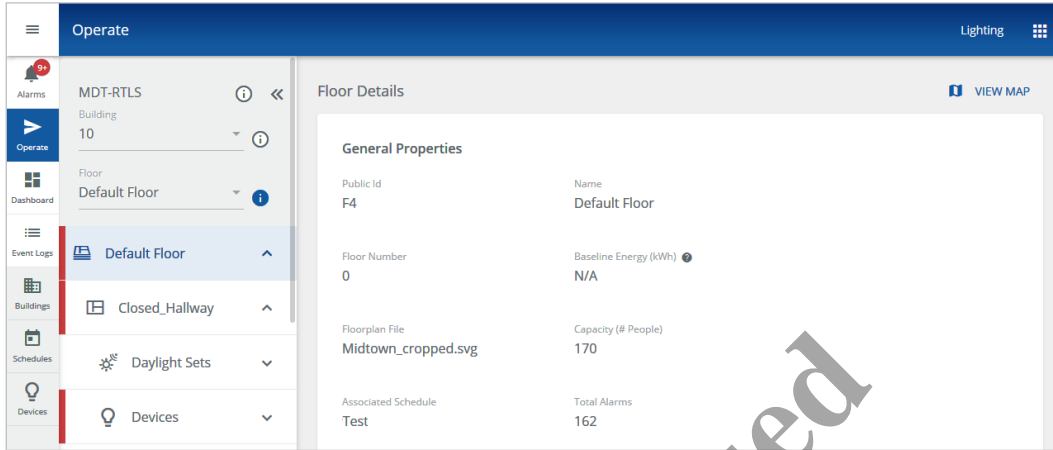 Operate
Lighting
9+
Alarms
Operate
Dashboard
Event Logs
Buildings
Schedules
Devices
MDT-RTLS
Building
10
Floor
Default Floor
Default Floor
Closed_Hallway
Daylight Sets
Devices
Floor Details
VIEW MAP
General Properties
Public Id
F4
Name
Default Floor
Floor Number
0
Baseline Energy (kWh)
N/A
Floorplan File
Midtown_cropped.svg
Capacity (# People)
170
Associated Schedule
Test
Total Alarms
162